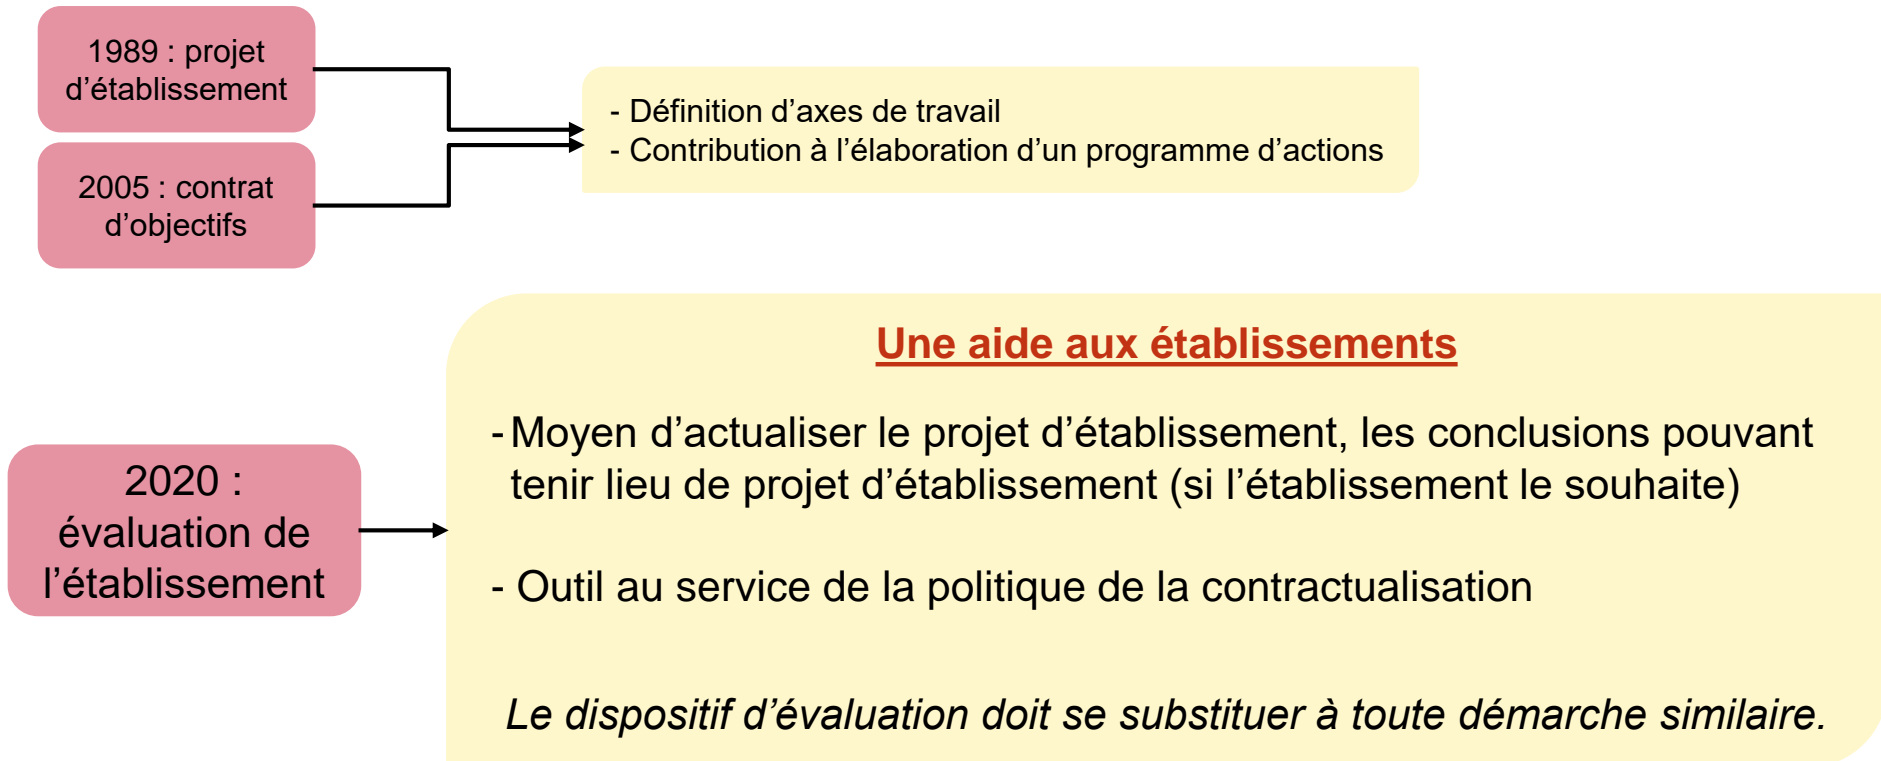 1989 : projet
d’établissement
- Définition d’axes de travail
- Contribution à l’élaboration d’un programme d’actions
2005 : contrat
d’objectifs
Une aide aux établissements
- Moyen d’actualiser le projet d’établissement, les conclusions pouvant
tenir lieu de projet d’établissement (si l’établissement le souhaite)
2020 :
évaluation de
l’établissement
- Outil au service de la politique de la contractualisation
Le dispositif d’évaluation doit se substituer à toute démarche similaire.